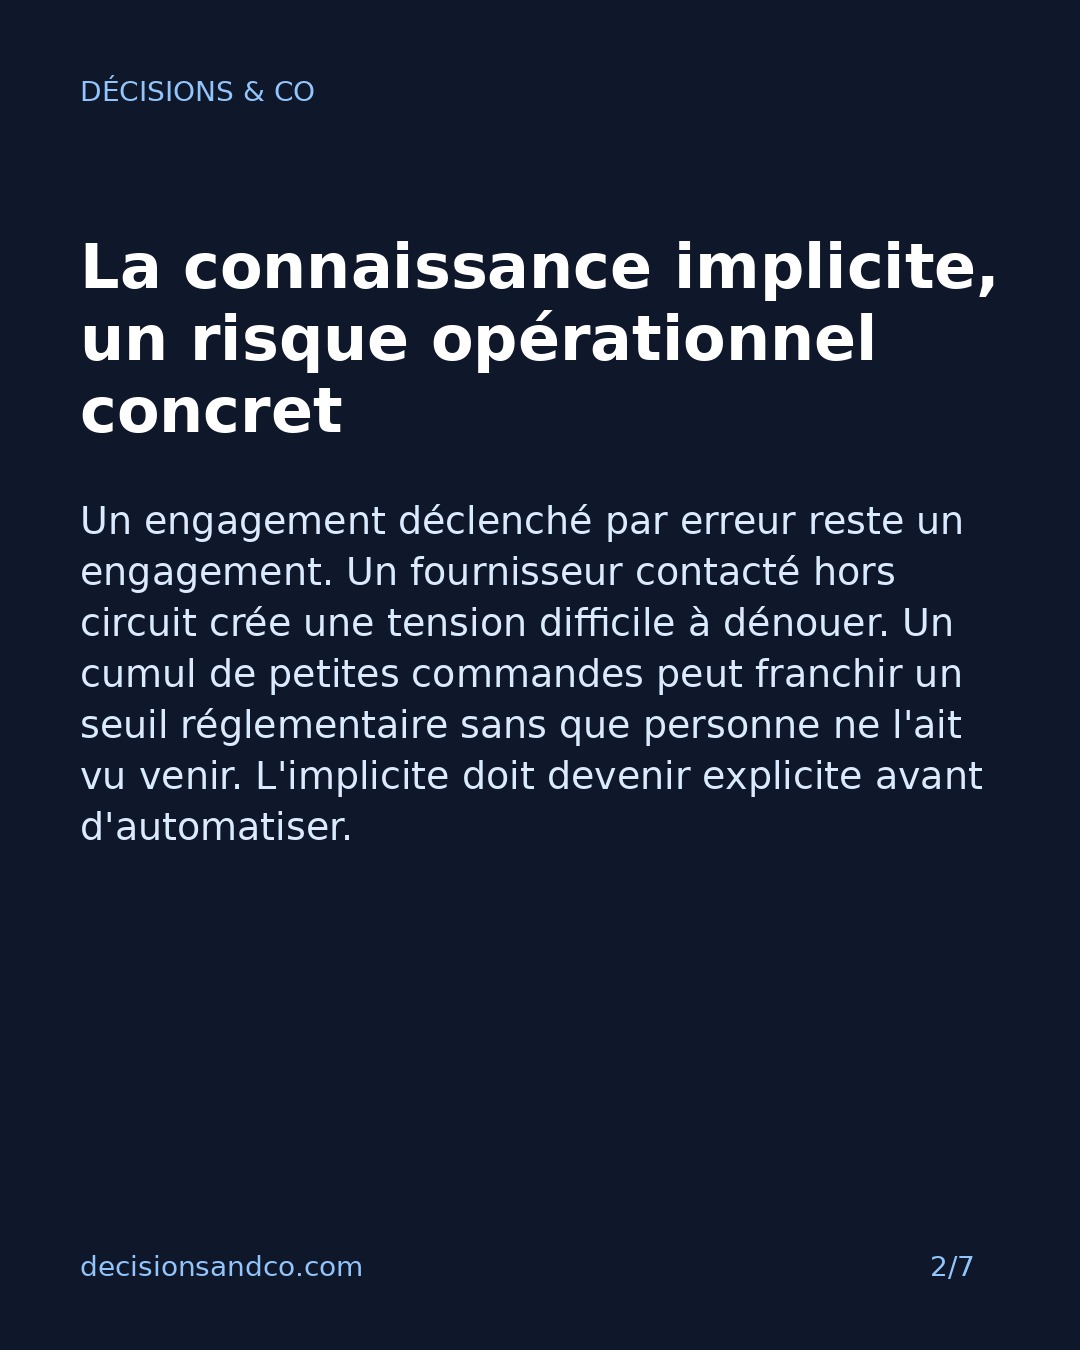 DÉCISIONS & CO
La connaissance implicite,
un risque opérationnel
concret
Un engagement déclenché par erreur reste un
engagement. Un fournisseur contacté hors
circuit crée une tension difficile à dénouer. Un
cumul de petites commandes peut franchir un
seuil réglementaire sans que personne ne l'ait
vu venir. L'implicite doit devenir explicite avant
d'automatiser.
decisionsandco.com
2/7